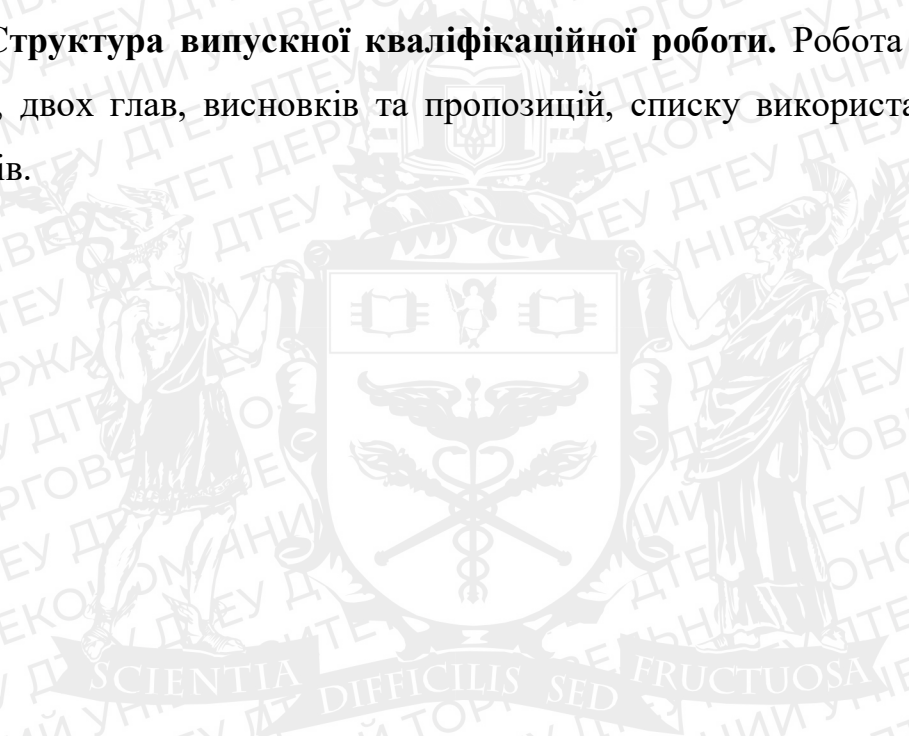 Структура випускної кваліфікаційної роботи. Робота
, двох глав, висновків та пропозицій, списку використа
ів.
SCIENTIA DIFFICILIS SED FRUCTUOSA